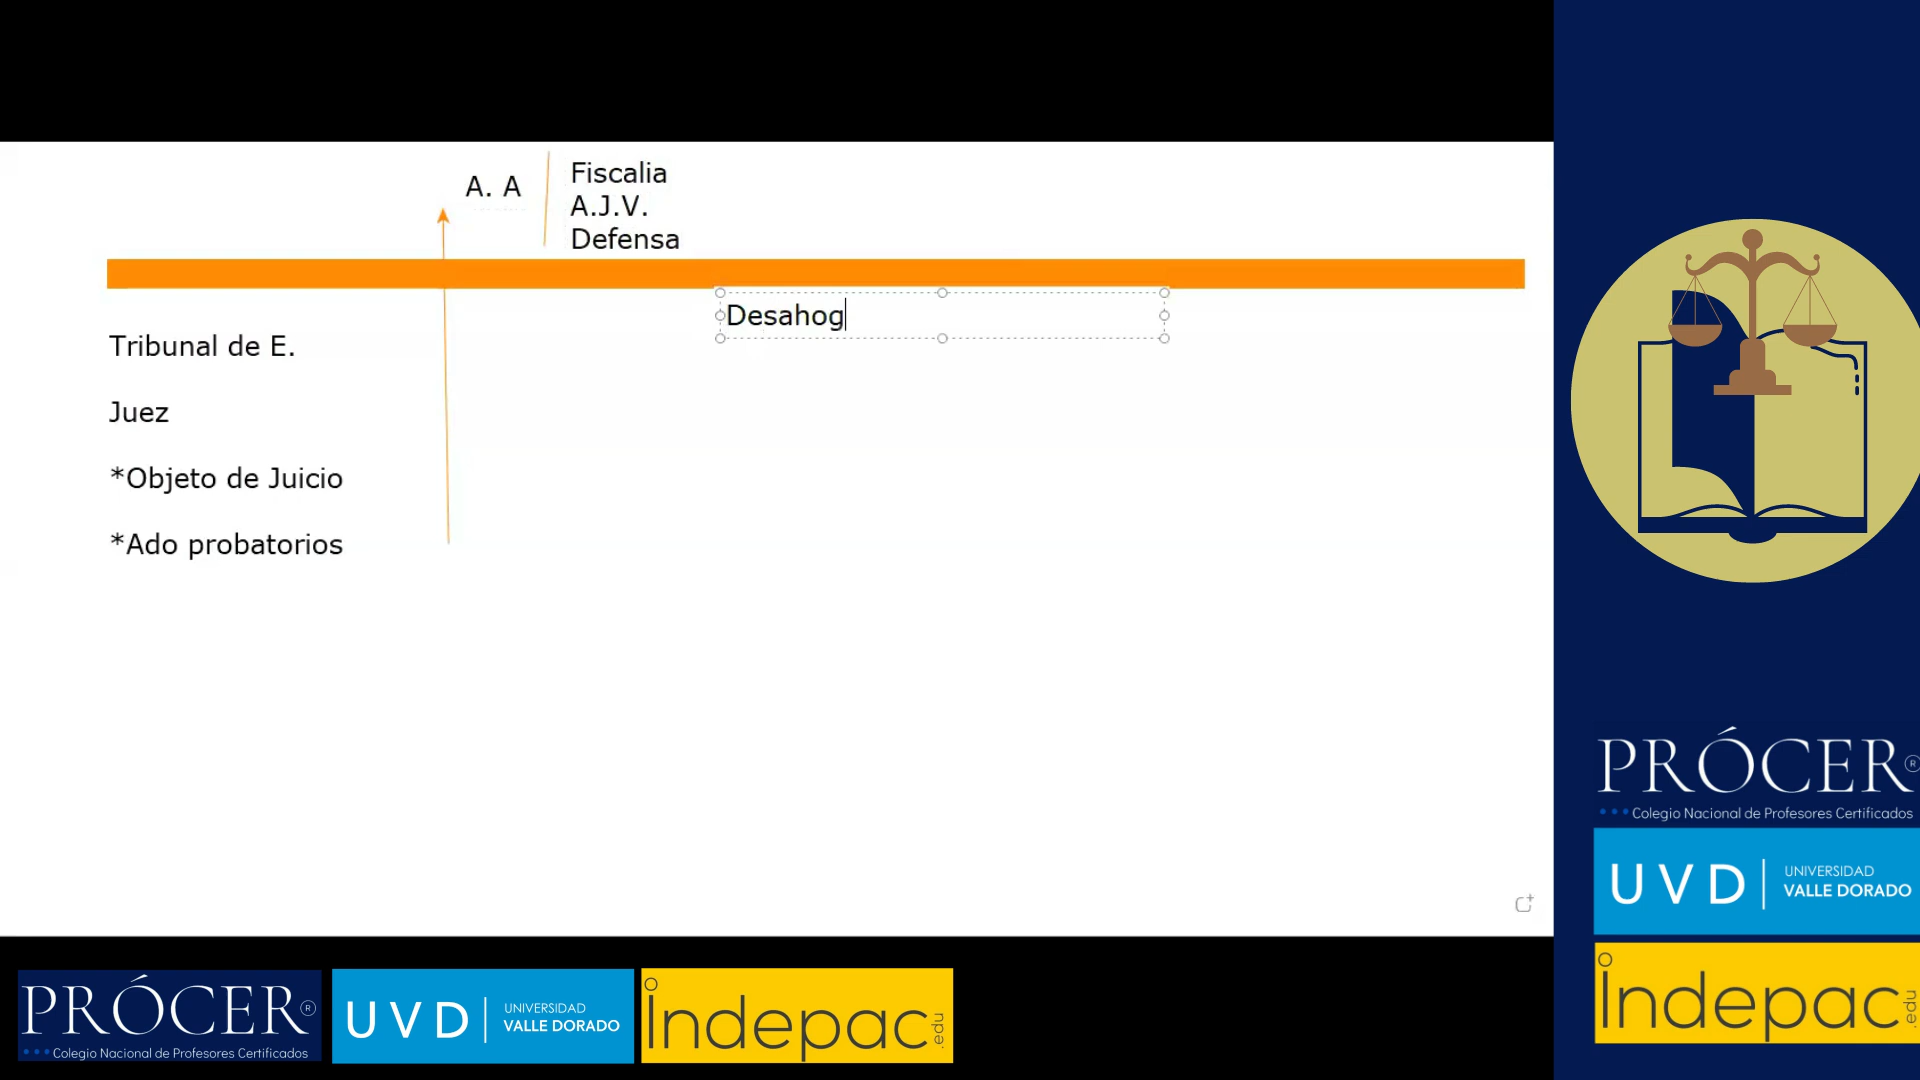 A. A
Fiscalia
A.J.V.
Defensa
Desahog
Tribunal de E.
Juez
*Objeto de Juicio
*Ado probatorios
PRÓCER®
Colegio Nacional de Profesores Certificados
UVD
UNIVERSIDAD
VALLE DORADO
indepac.edu
PRÓCER®
Colegio Nacional de Profesores Certificados
UVD
UNIVERSIDAD
VALLE DORADO
indepac.edu